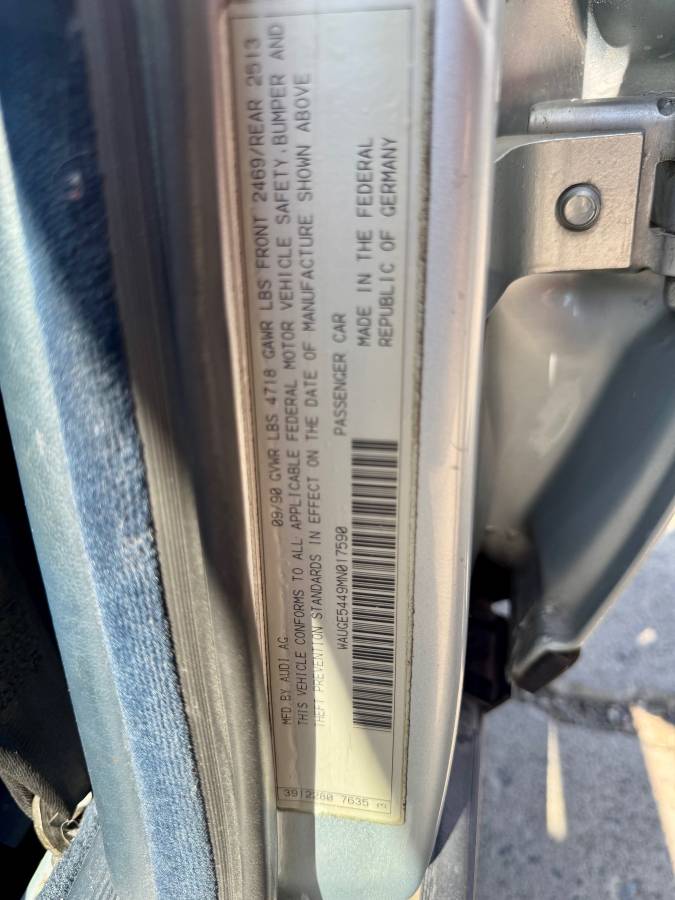 MFD BY AUDI AG 09/90 GVWR LBS 4718 GAWR LBS FRONT 2469/REAR 2513
THIS VEHICLE CONFORMS TO ALL APPLICABLE FEDERAL MOTOR VEHICLE SAFETY, BUMPER AND
THEFT PREVENTION STANDARDS IN EFFECT ON THE DATE OF MANUFACTURE SHOWN ABOVE
WAUGE5449MN017590 PASSENGER CAR
MADE IN THE FEDERAL
REPUBLIC OF GERMANY
7635